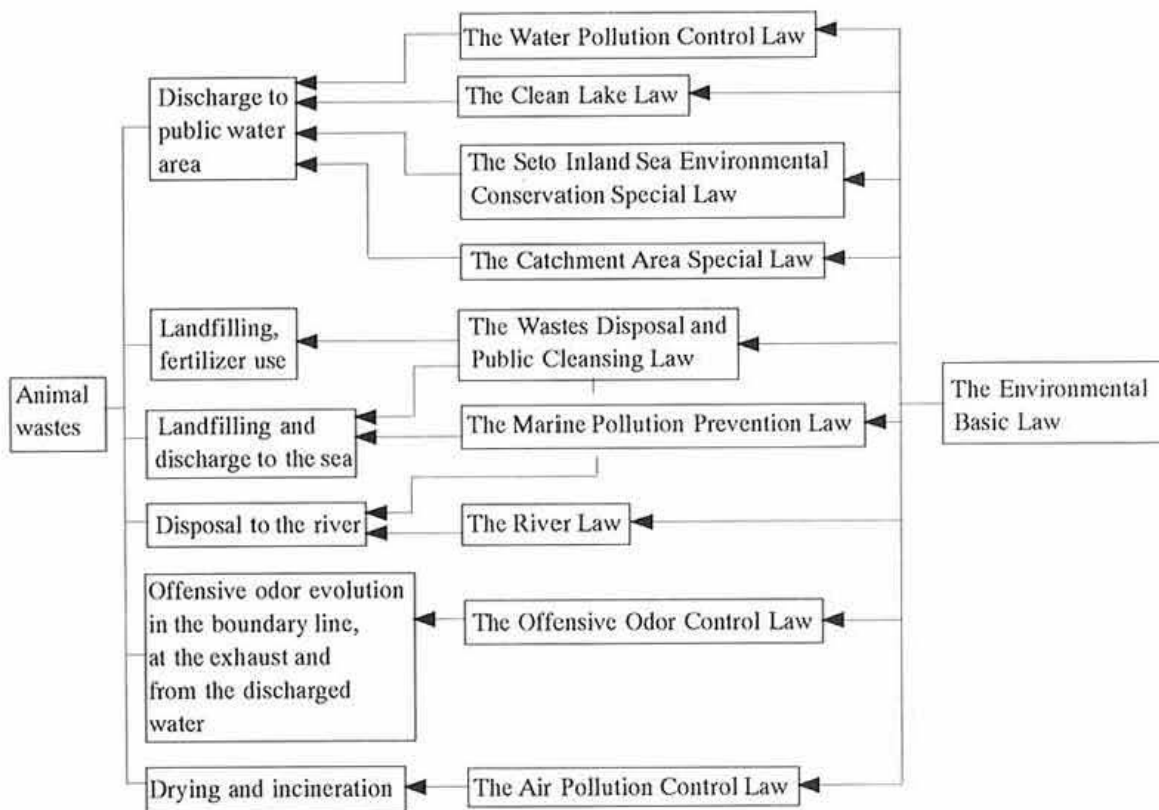 The Water Pollution Control Law
Discharge to
public water
area
The Clean Lake Law
The Seto Inland Sea Environmental
Conservation Special Law
The Catchment Area Special Law
Landfilling,
fertilizer use
The Wastes Disposal and
Public Cleansing Law
Animal
wastes
The Environmental
Basic Law
Landfilling and
discharge to the sea
The Marine Pollution Prevention Law
Disposal to the river
The River Law
Offensive odor evolution
in the boundary line,
at the exhaust and
from the discharged
water
The Offensive Odor Control Law
Drying and incineration
The Air Pollution Control Law